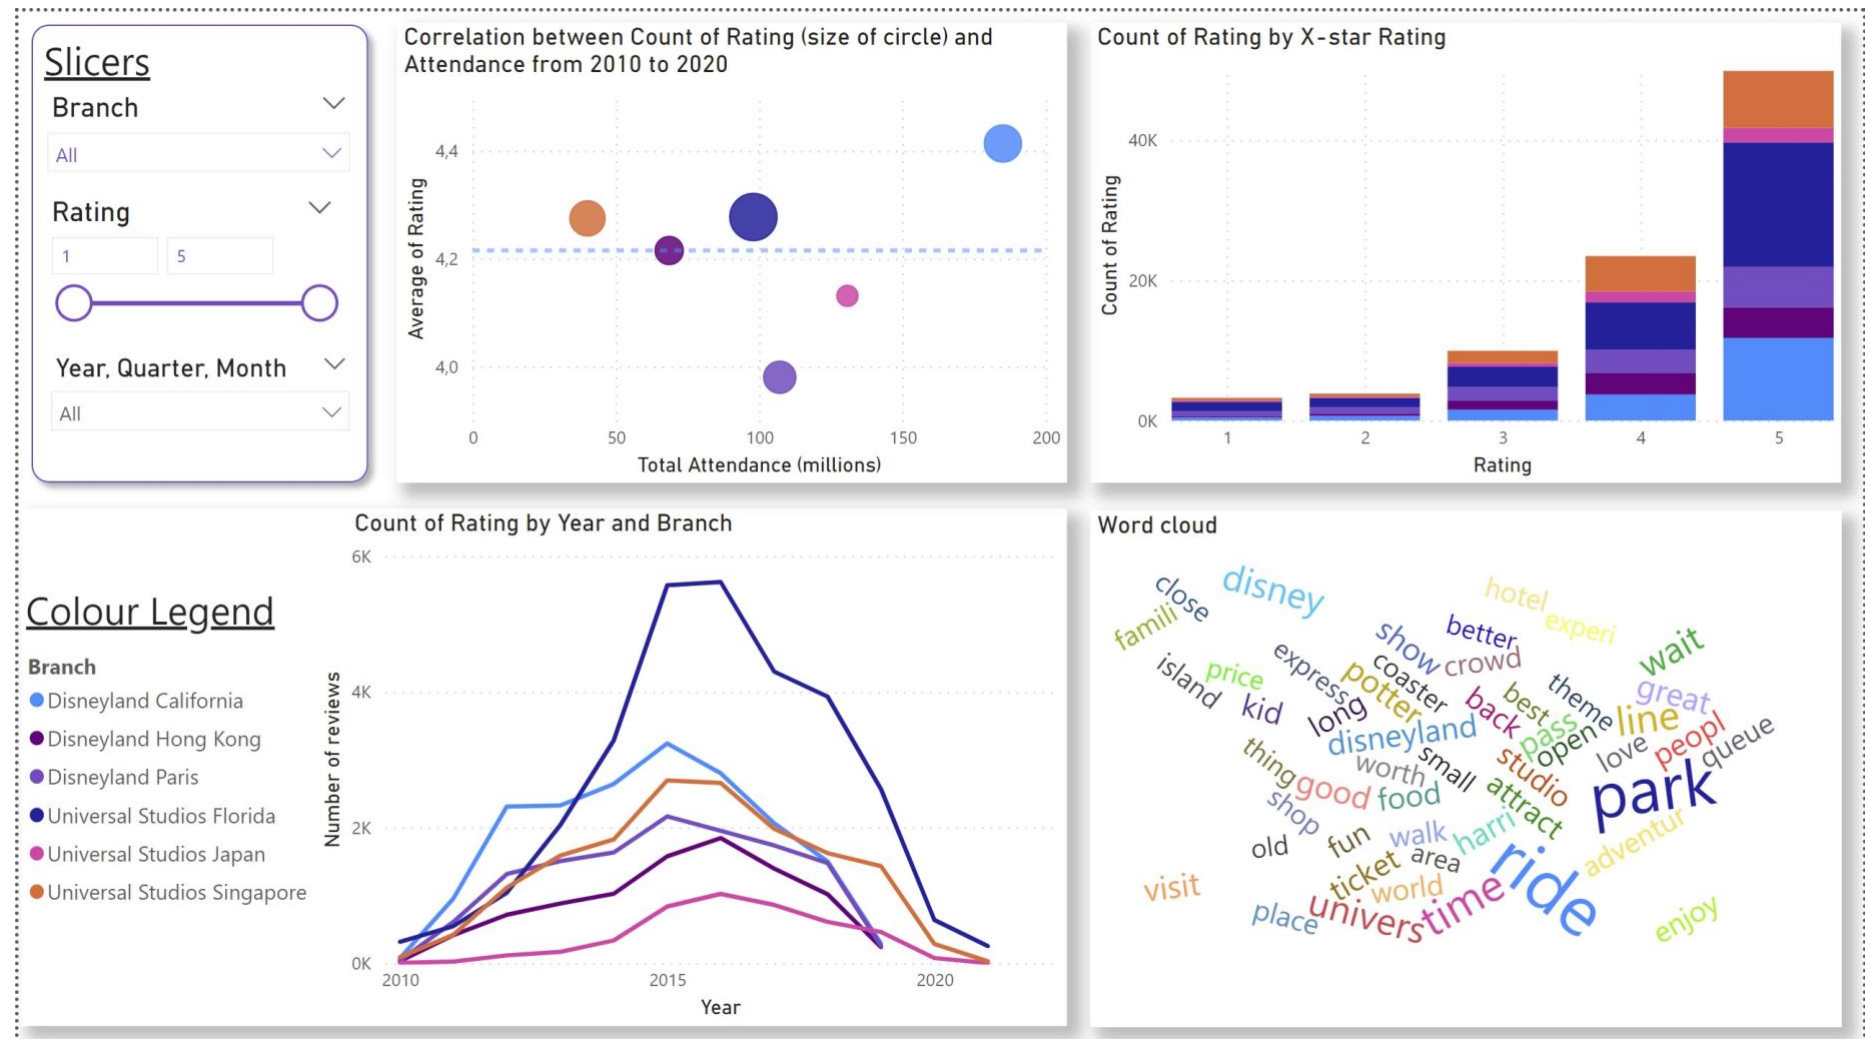 Slicers
Branch
All
Rating
1 5
Year, Quarter, Month
All
Correlation between Count of Rating (size of circle) and
Attendance from 2010 to 2020
Average of Rating
4,4
4,2
4,0
0 50 100 150 200
Total Attendance (millions)
Count of Rating by X-star Rating
Count of Rating
40K
20K
0K
1 2 3 4 5
Rating
Colour Legend
Branch
Disneyland California
Disneyland Hong Kong
Disneyland Paris
Universal Studios Florida
Universal Studios Japan
Universal Studios Singapore
Count of Rating by Year and Branch
Number of reviews
6K
4K
2K
0K
2010 2015 2020
Year
Word cloud
close
disney
hotel
famili
experi
better
show
wait
crowd
coaster
express
price
island
potter
theme
great
kid
long
back
best
line
pass
open
disneyland
love
peopl
queue
thing
worth
small
studio
park
good
food
attract
shop
walk
harri
adventur
old
fun
area
ride
ticket
world
visit
time
place
univers
enjoy